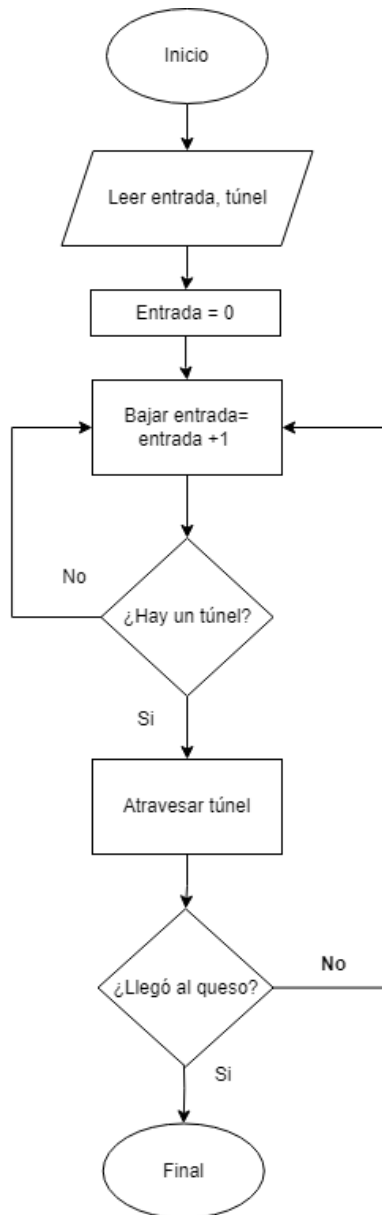 Inicio
Leer entrada, túnel
Entrada = 0
Bajar entrada=
entrada +1
No
¿Hay un túnel?
Si
Atravesar túnel
No
¿Llegó al queso?
Si
Final